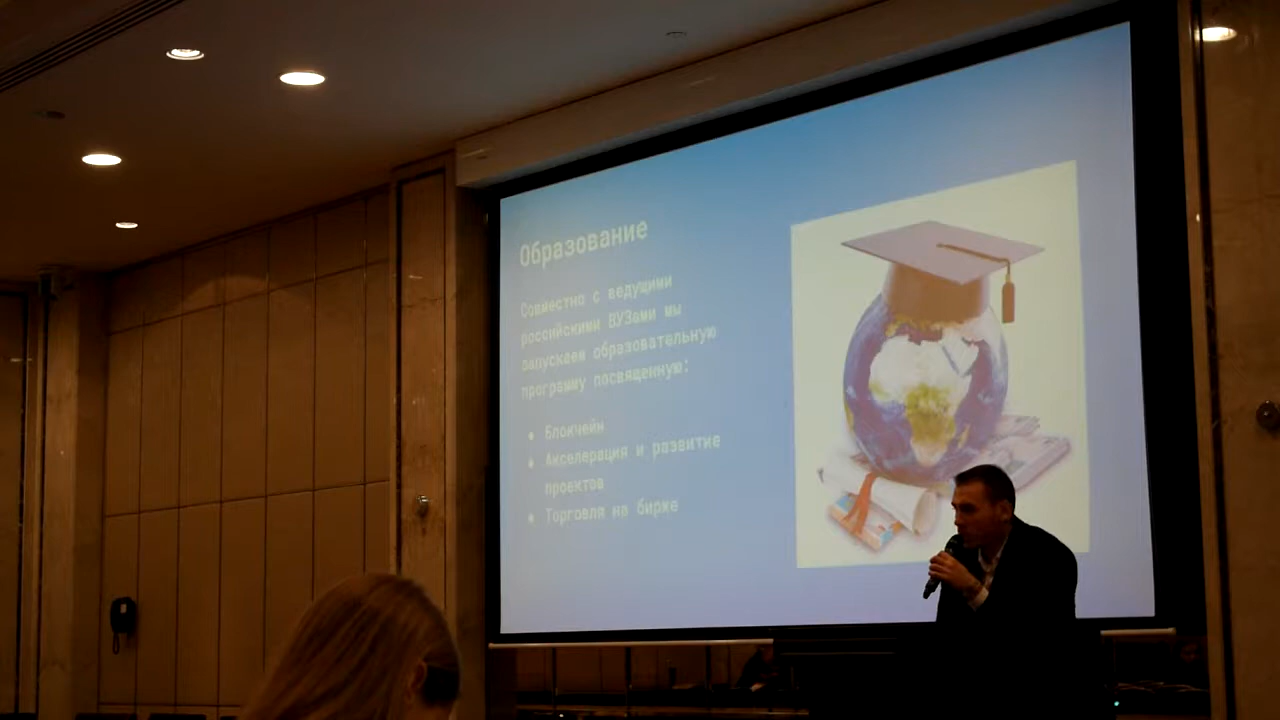 Образование
Совместно с ведущими
российскими ВУЗами мы
запускаем образовательную
программу посвященную:
● Блокчейн
● Акселерация и развитие
проектов
● Торговля на бирже